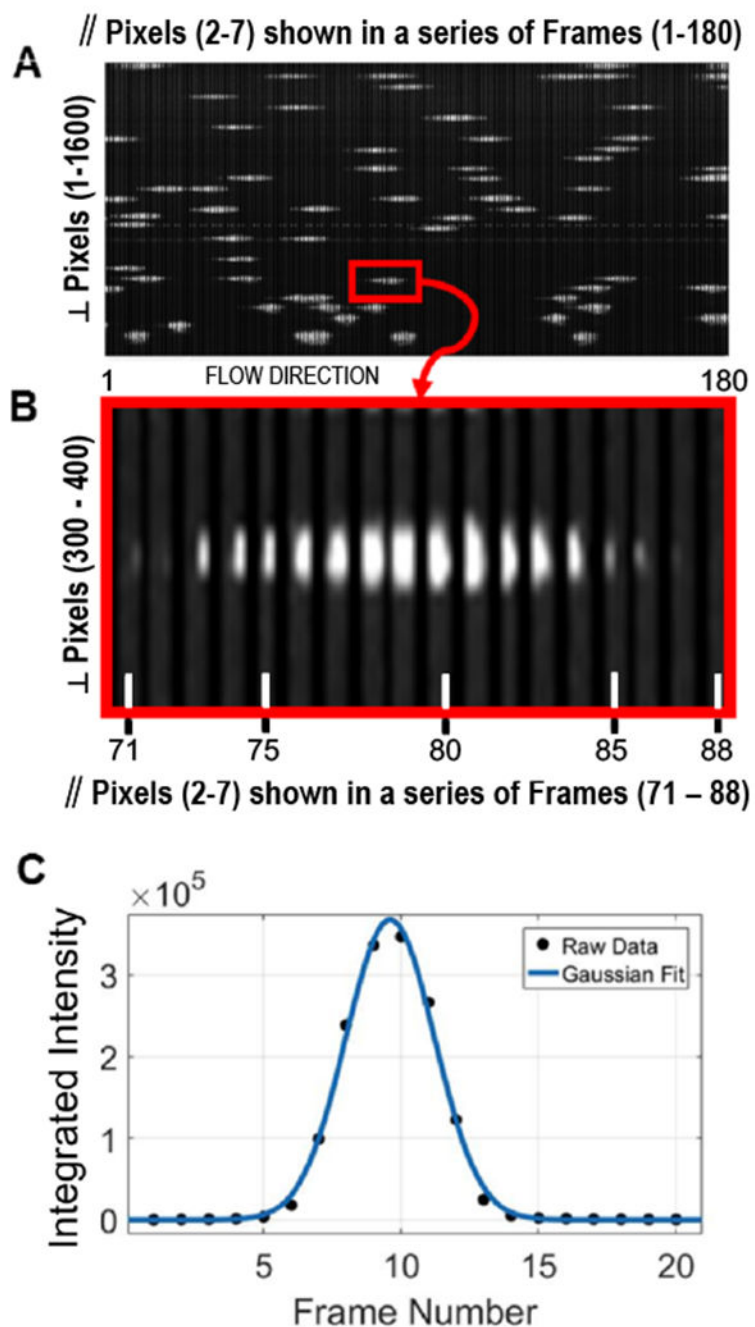 // Pixels (2-7) shown in a series of Frames (1-180)
A
⊥ Pixels (1-1600)
1 FLOW DIRECTION 180
B
⊥ Pixels (300 - 400)
71 75 80 85 88
// Pixels (2-7) shown in a series of Frames (71 – 88)
C
×10⁵
Integrated Intensity
3
2
1
0
Raw Data
Gaussian Fit
5 10 15 20
Frame Number